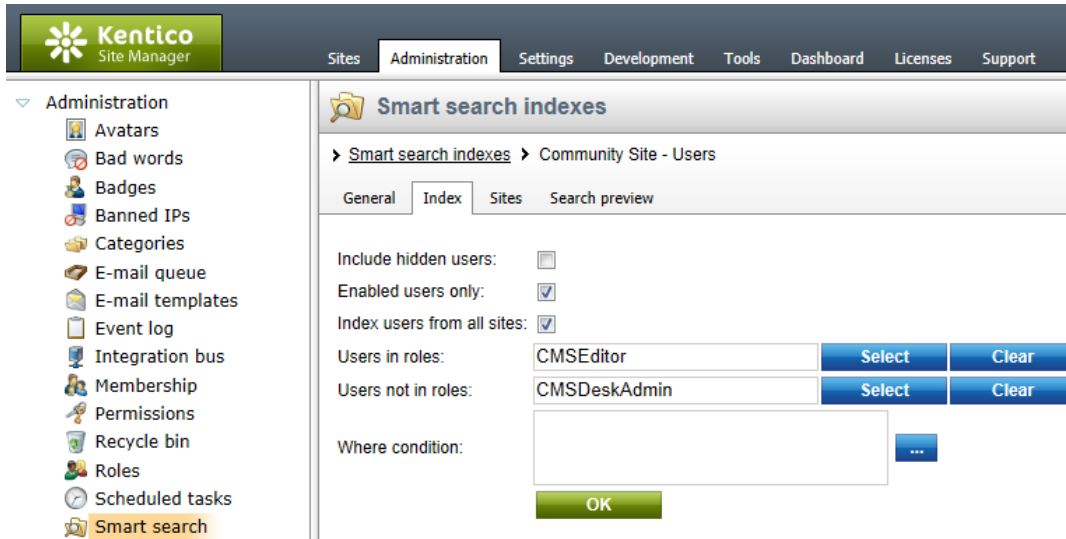 Kentico
Site Manager
Sites Administration Settings Development Tools Dashboard Licenses Support
Administration
Avatars
Bad words
Badges
Banned IPs
Categories
E-mail queue
E-mail templates
Event log
Integration bus
Membership
Permissions
Recycle bin
Roles
Scheduled tasks
Smart search
Smart search indexes
Smart search indexes Community Site - Users
General Index Sites Search preview
Include hidden users:
Enabled users only:
Index users from all sites:
Users in roles: CMSEditor Select Clear
Users not in roles: CMSDeskAdmin Select Clear
Where condition: ...
OK